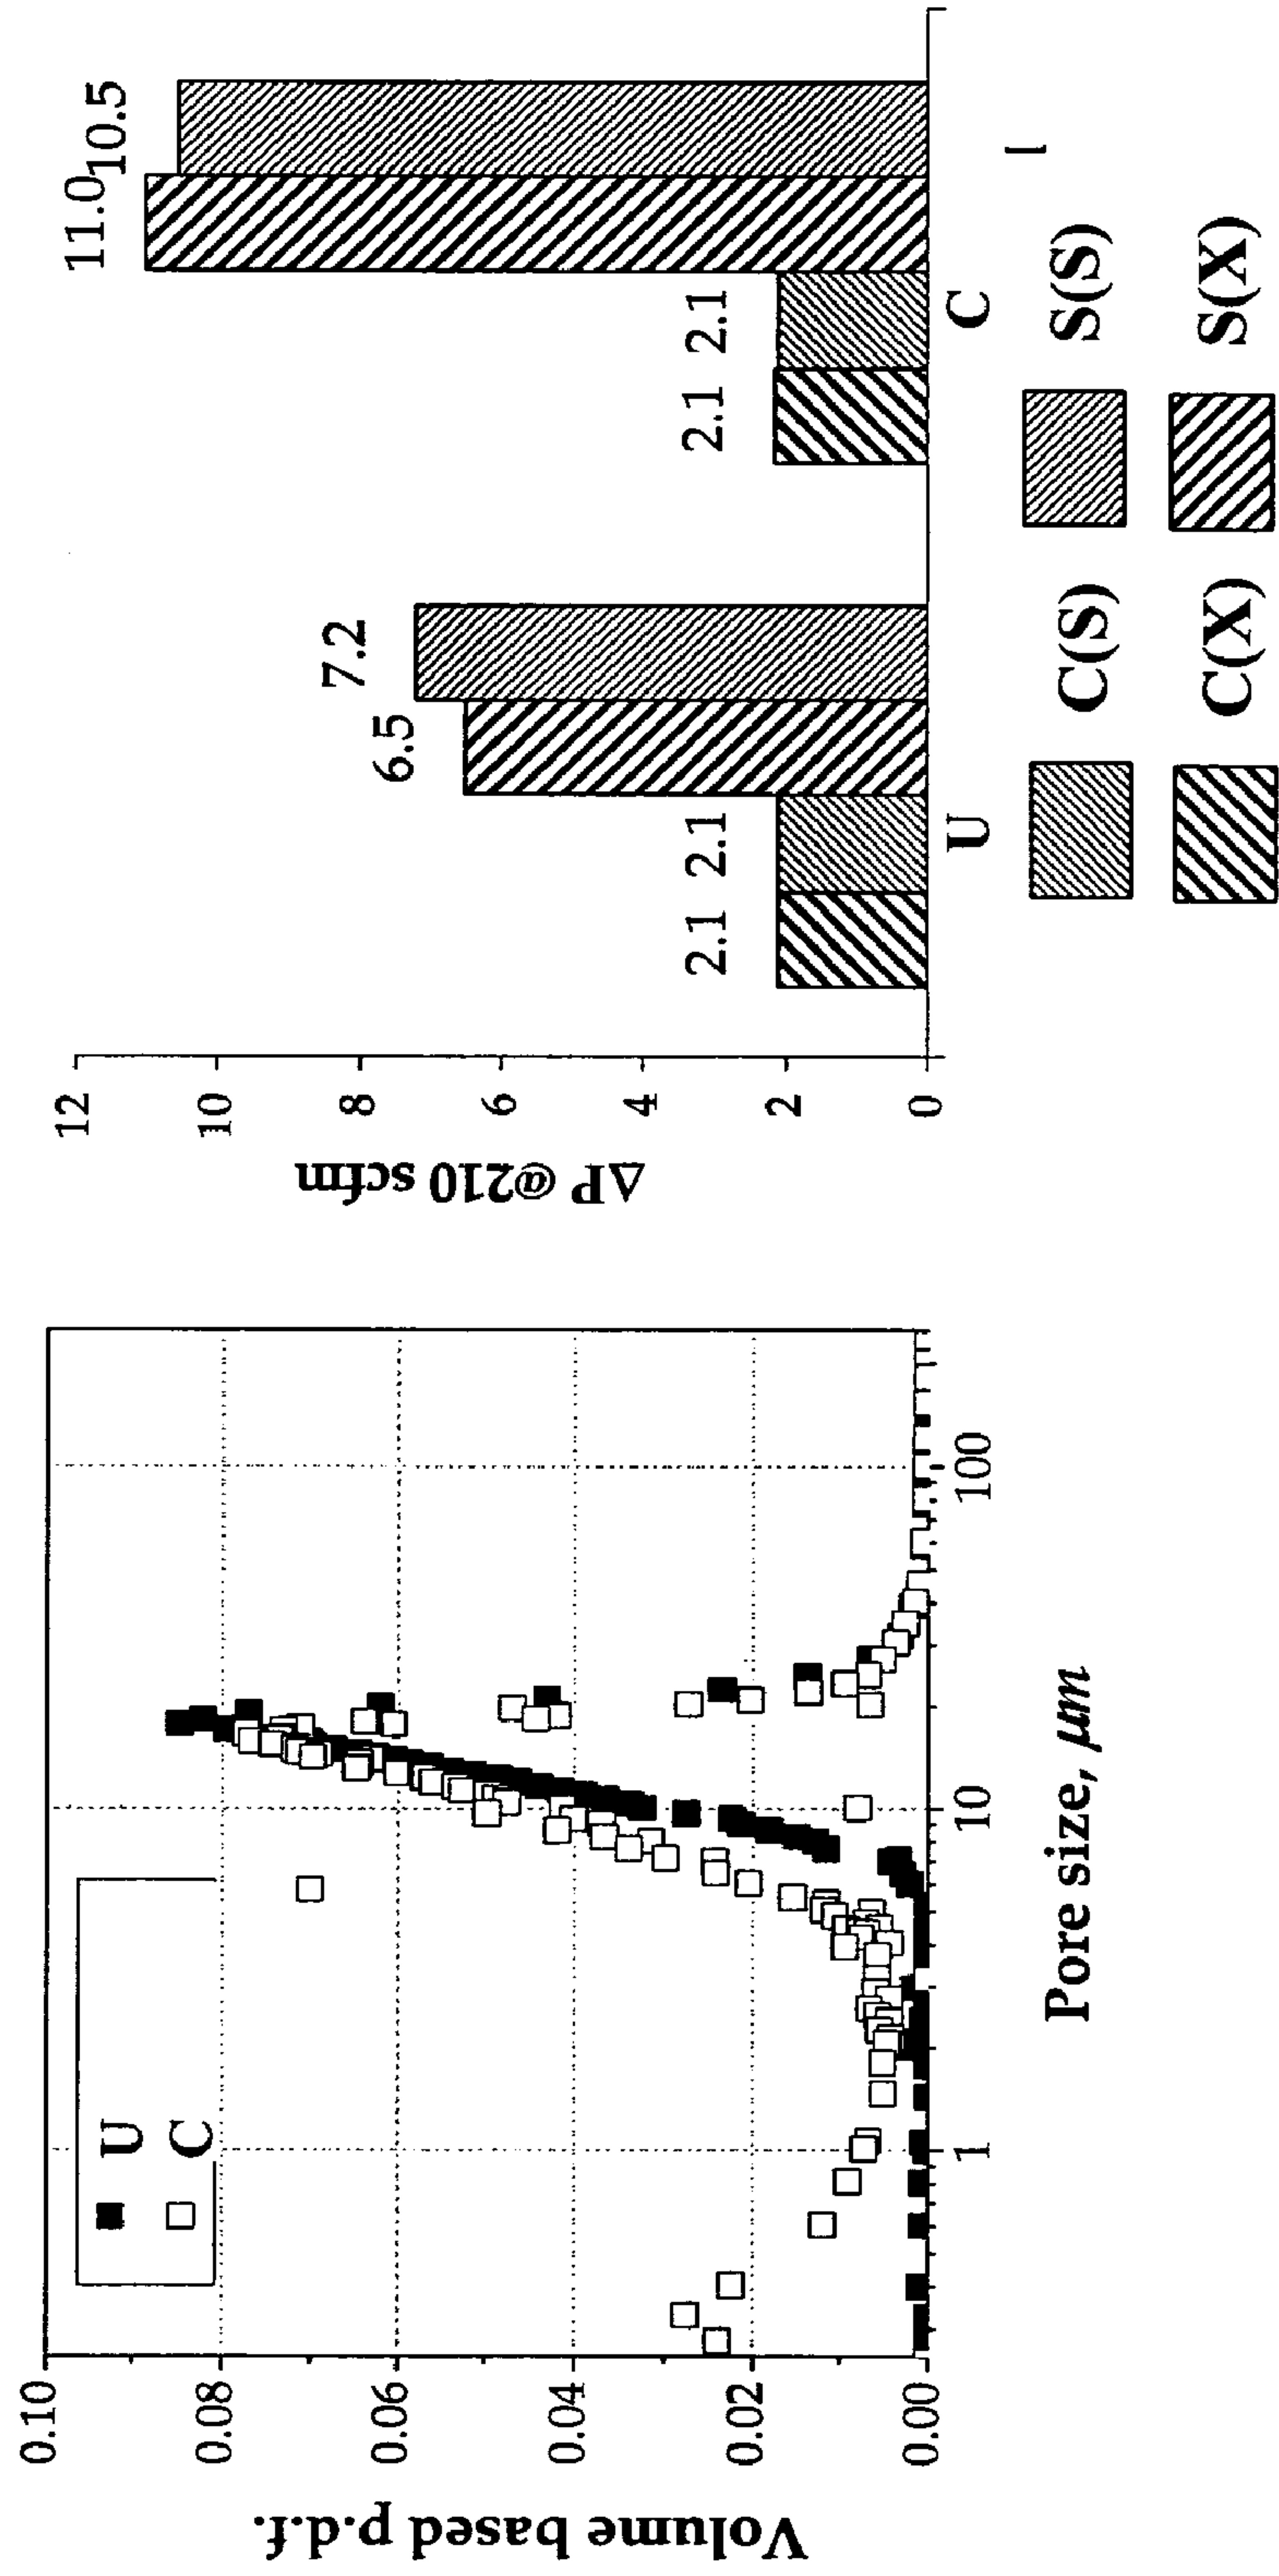 0.10
0.08
0.06
0.04
0.02
0.00
Volume based p.d.f.
U
C
1
10
100
Pore size, μm
12
10
8
6
4
2
0
ΔP @210 scfm
2.1
2.1
6.5
7.2
2.1
2.1
11.0
10.5
U
C
C(S)
S(S)
C(X)
S(X)